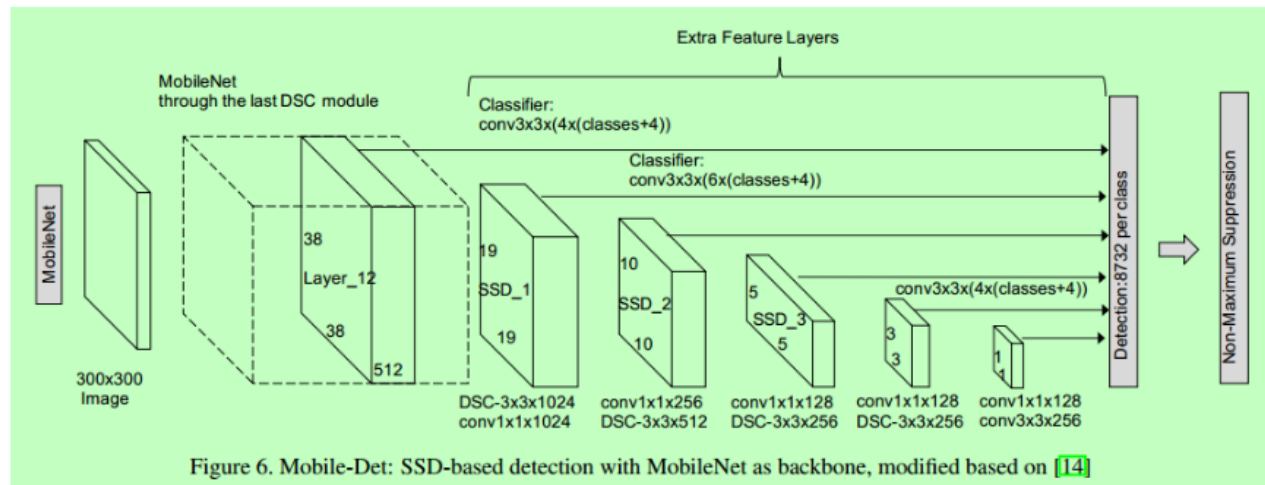 Extra Feature Layers
MobileNet
through the last DSC module
Classifier:
conv3x3x(4x(classes+4))
Classifier:
conv3x3x(6x(classes+4))
MobileNet
300x300
Image
38
Layer_12
38
512
19
SSD_1
19
10
SSD_2
10
5
SSD_3
5
conv3x3x(4x(classes+4))
3
3
1
1
Detection:8732 per class
Non-Maximum Suppression
DSC-3x3x1024
conv1x1x1024
conv1x1x256
DSC-3x3x512
conv1x1x128
DSC-3x3x256
conv1x1x128
DSC-3x3x256
conv1x1x128
conv3x3x256
Figure 6. Mobile-Det: SSD-based detection with MobileNet as backbone, modified based on [14]